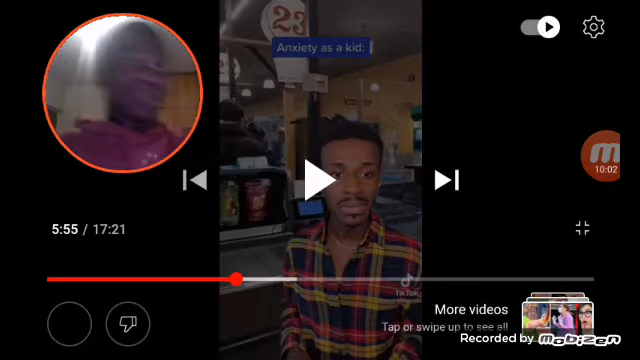 23
Anxiety as a kid:
10:02
5:55 / 17:21
TikTok
More videos
Tap or swipe up to see all
Recorded by mobizen